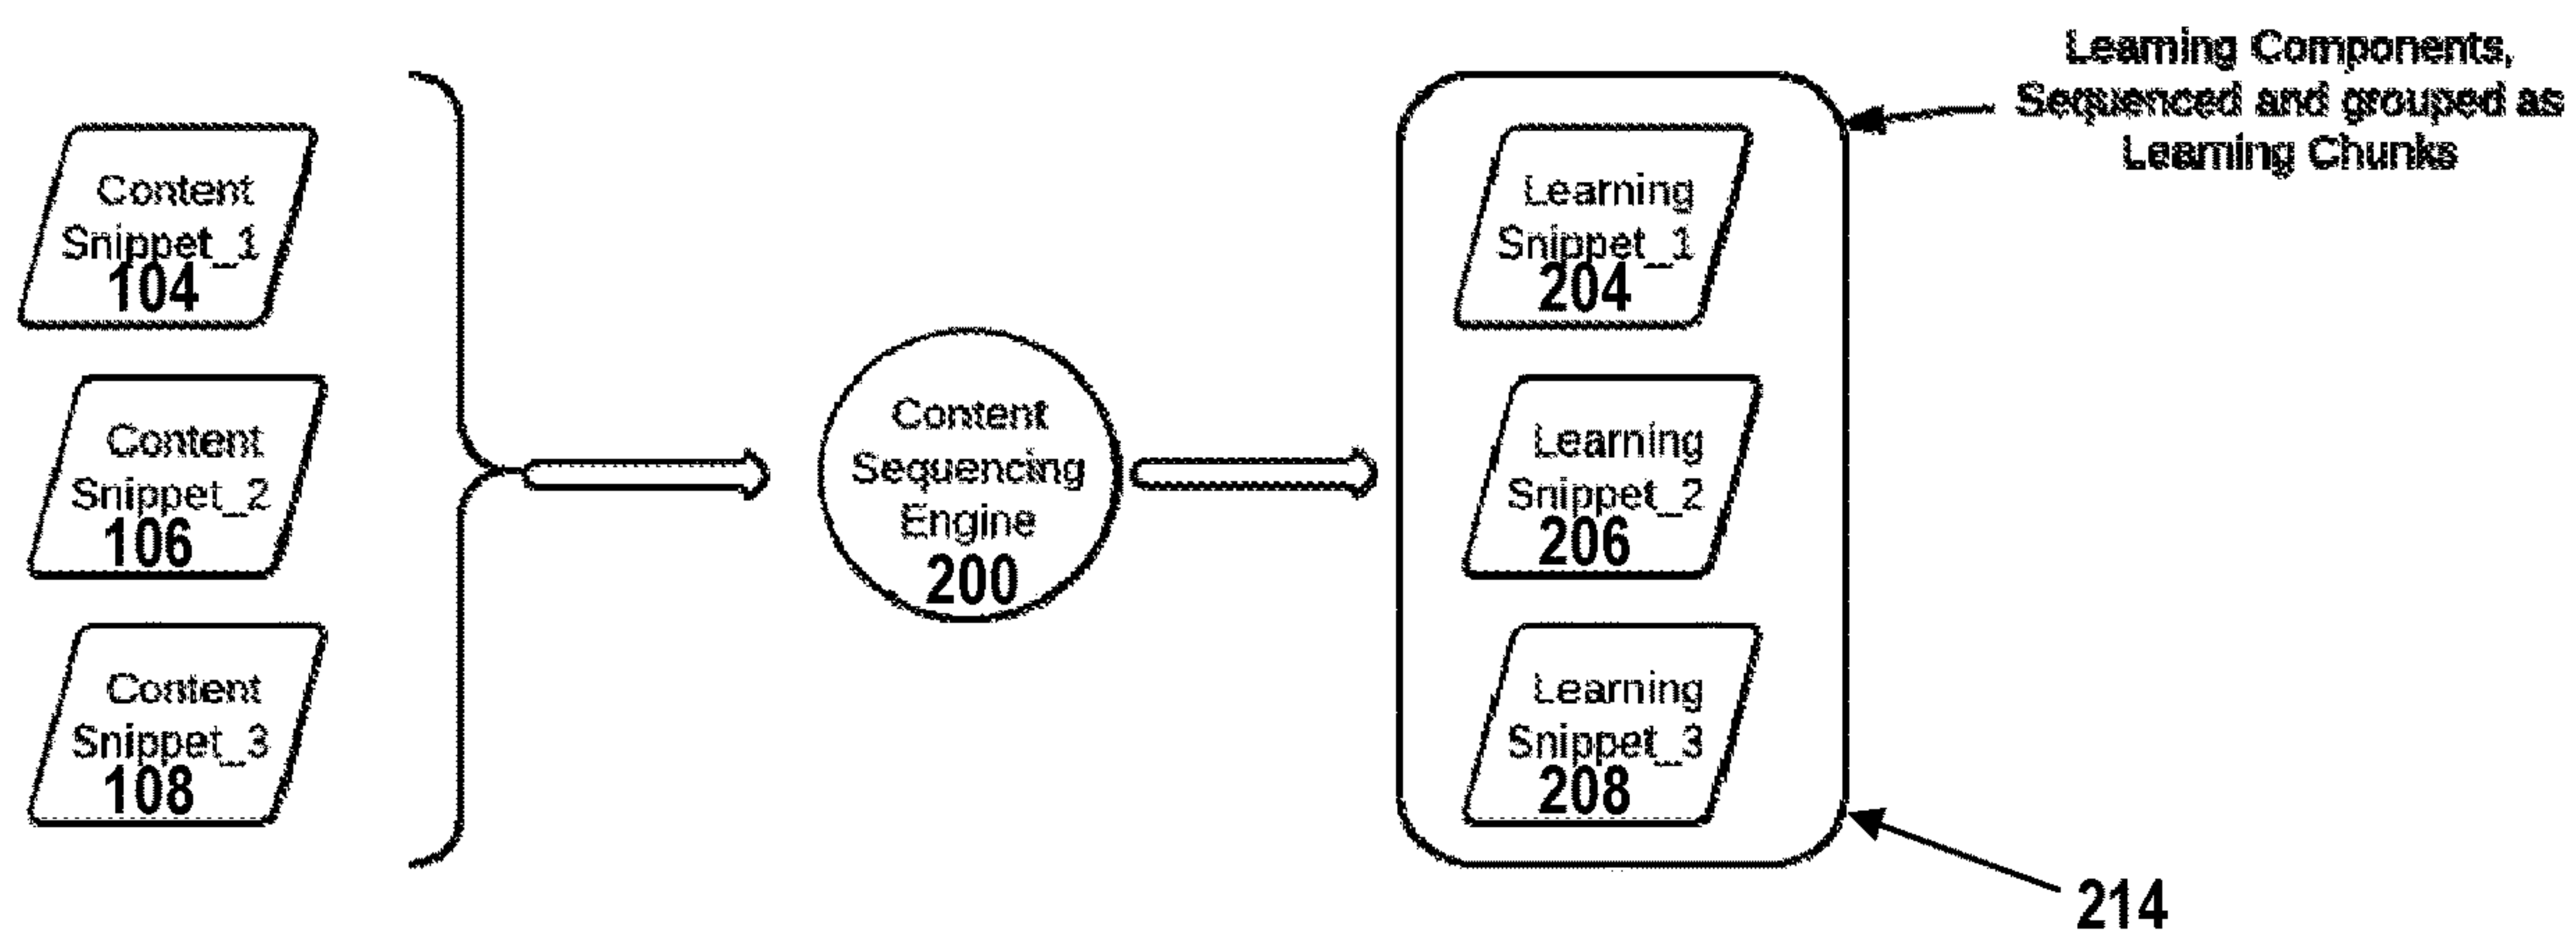 Content
Snippet_1
104
Content
Snippet_2
106
Content
Snippet_3
108
Content
Sequencing
Engine
200
Learning
Snippet_1
204
Learning
Snippet_2
206
Learning
Snippet_3
208
Learning Components,
Sequenced and grouped as
Learning Chunks
214